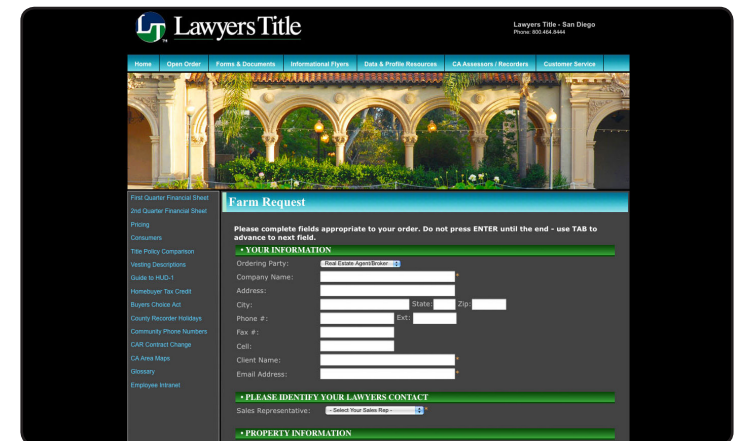 LT Lawyers Title
TM
Lawyers Title - San Diego
Phone: 800.464.8444
Home Open Order Forms & Documents Informational Flyers Data & Profile Resources CA Assessors / Recorders Customer Service
First Quarter Financial Sheet
2nd Quarter Financial Sheet
Pricing
Consumers
Title Policy Comparison
Vesting Descriptions
Guide to HUD-1
Homebuyer Tax Credit
Buyers Choice Act
County Recorder Holidays
Community Phone Numbers
CAR Contract Change
CA Area Maps
Glossary
Employee Intranet
Farm Request
Please complete fields appropriate to your order. Do not press ENTER until the end - use TAB to
advance to next field.
• YOUR INFORMATION
Ordering Party: Real Estate Agent/Broker
Company Name: *
Address:
City: State: Zip:
Phone #: Ext:
Fax #:
Cell:
Client Name: *
Email Address: *
• PLEASE IDENTIFY YOUR LAWYERS CONTACT
Sales Representative: - Select Your Sales Rep - *
• PROPERTY INFORMATION